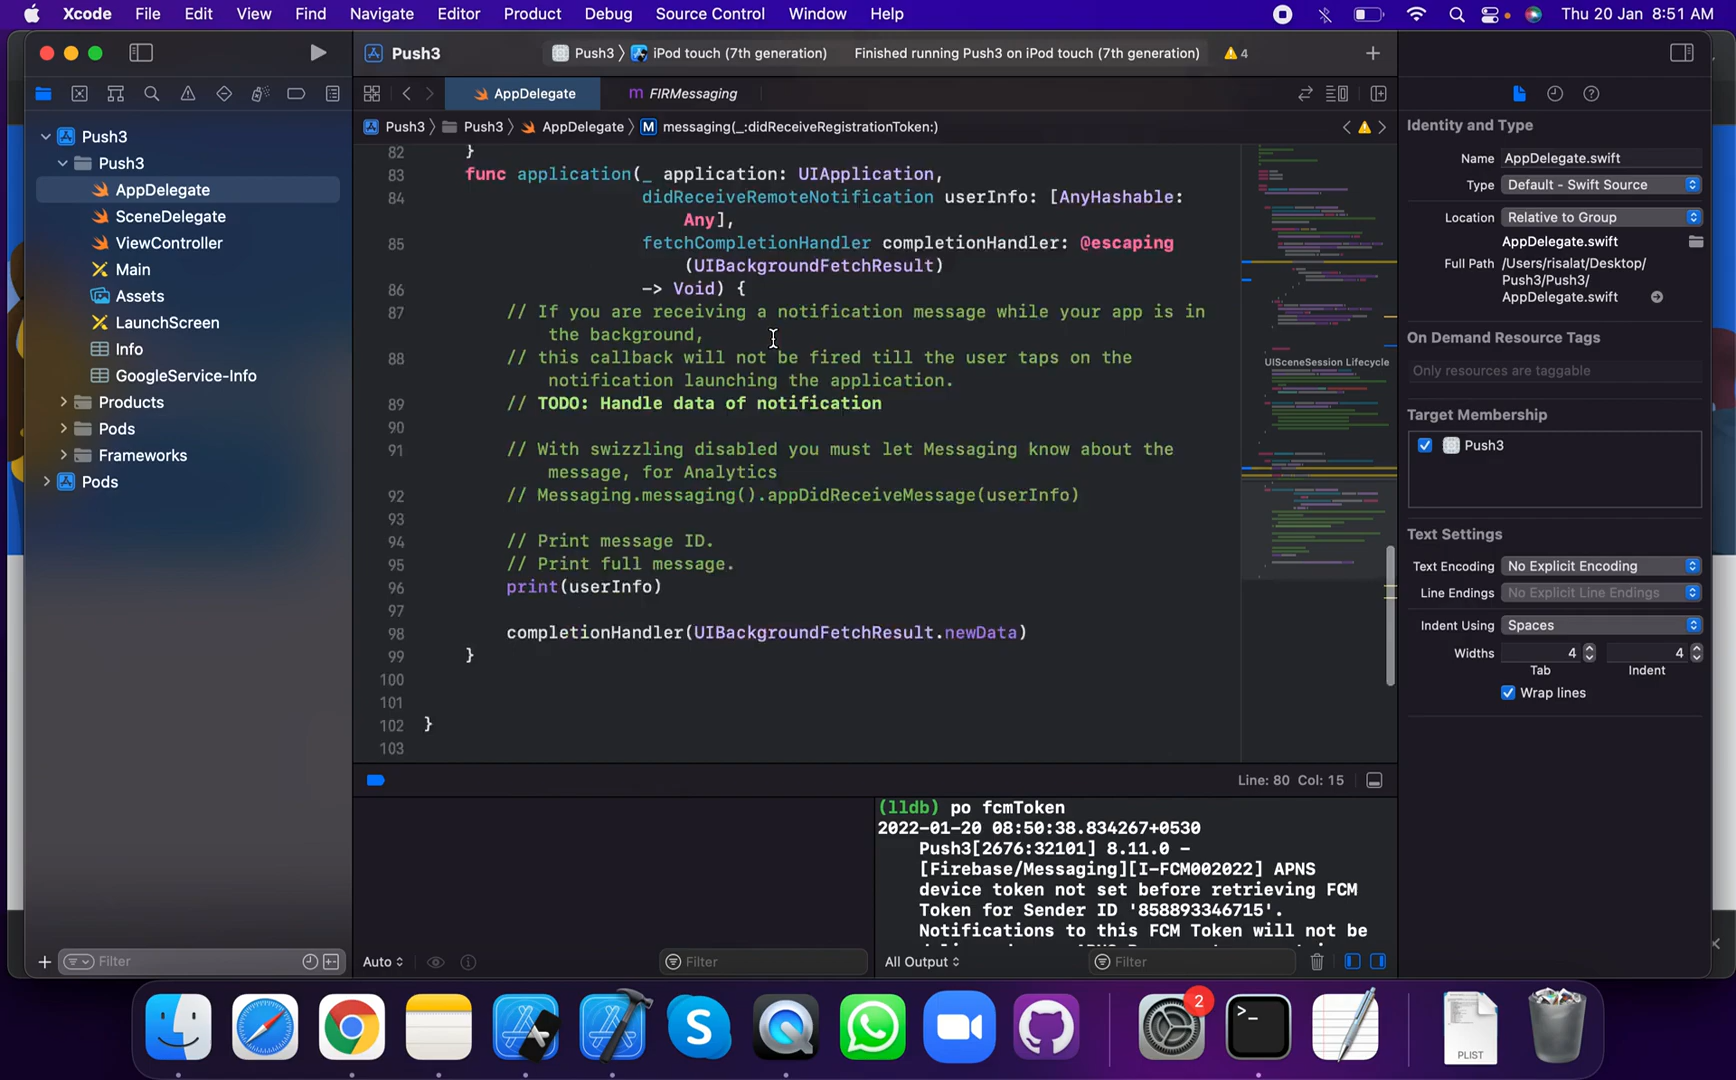 Xcode File Edit View Find Navigate Editor Product Debug Source Control Window Help Thu 20 Jan 8:51 AM
Push3 Push3 〉 iPod touch (7th generation) Finished running Push3 on iPod touch (7th generation) 4
AppDelegate m FIRMessaging
Push3 〉 Push3 〉 AppDelegate 〉 M messaging(_:didReceiveRegistrationToken:)
Push3
Push3
AppDelegate
SceneDelegate
ViewController
Main
Assets
LaunchScreen
Info
GoogleService-Info
Products
Pods
Frameworks
Pods
Filter
82 }
83 func application(_ application: UIApplication,
84 didReceiveRemoteNotification userInfo: [AnyHashable:
Any],
85 fetchCompletionHandler completionHandler: @escaping
(UIBackgroundFetchResult)
86 -> Void) {
87 // If you are receiving a notification message while your app is in
the background,
88 // this callback will not be fired till the user taps on the
notification launching the application.
89 // TODO: Handle data of notification
90
91 // With swizzling disabled you must let Messaging know about the
message, for Analytics
92 // Messaging.messaging().appDidReceiveMessage(userInfo)
93
94 // Print message ID.
95 // Print full message.
96 print(userInfo)
97
98 completionHandler(UIBackgroundFetchResult.newData)
99 }
100
101
102 }
103
UISceneSession Lifecycle
Line: 80 Col: 15
(lldb) po fcmToken
2022-01-20 08:50:38.834267+0530
Push3[2676:32101] 8.11.0 -
[Firebase/Messaging][I-FCM002022] APNS
device token not set before retrieving FCM
Token for Sender ID '858893346715'.
Notifications to this FCM Token will not be
Auto Filter All Output Filter
Identity and Type
Name AppDelegate.swift
Type Default - Swift Source
Location Relative to Group
AppDelegate.swift
Full Path /Users/risalat/Desktop/
Push3/Push3/
AppDelegate.swift
On Demand Resource Tags
Only resources are taggable
Target Membership
Push3
Text Settings
Text Encoding No Explicit Encoding
Line Endings No Explicit Line Endings
Indent Using Spaces
Widths 4 4
Tab Indent
Wrap lines
2
PLIST